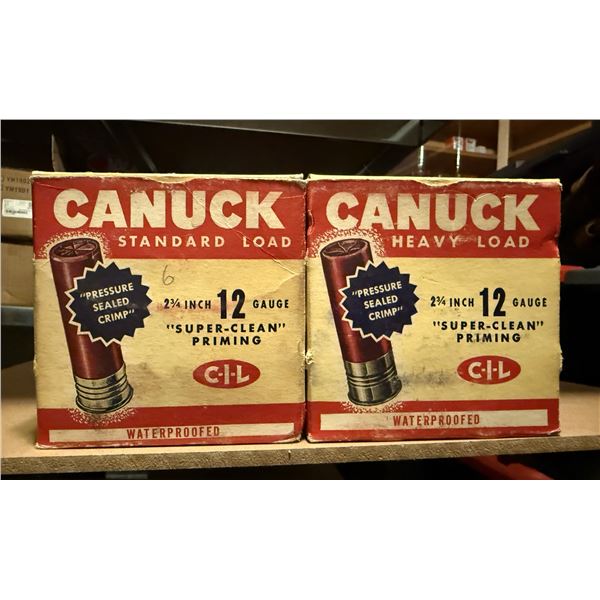 CANUCK
STANDARD LOAD
6
"PRESSURE
SEALED
CRIMP"
2¾ INCH 12 GAUGE
"SUPER-CLEAN"
PRIMING
C-I-L
WATERPROOFED
CANUCK
HEAVY LOAD
"PRESSURE
SEALED
CRIMP"
2¾ INCH 12 GAUGE
"SUPER-CLEAN"
PRIMING
C-I-L
WATERPROOFED